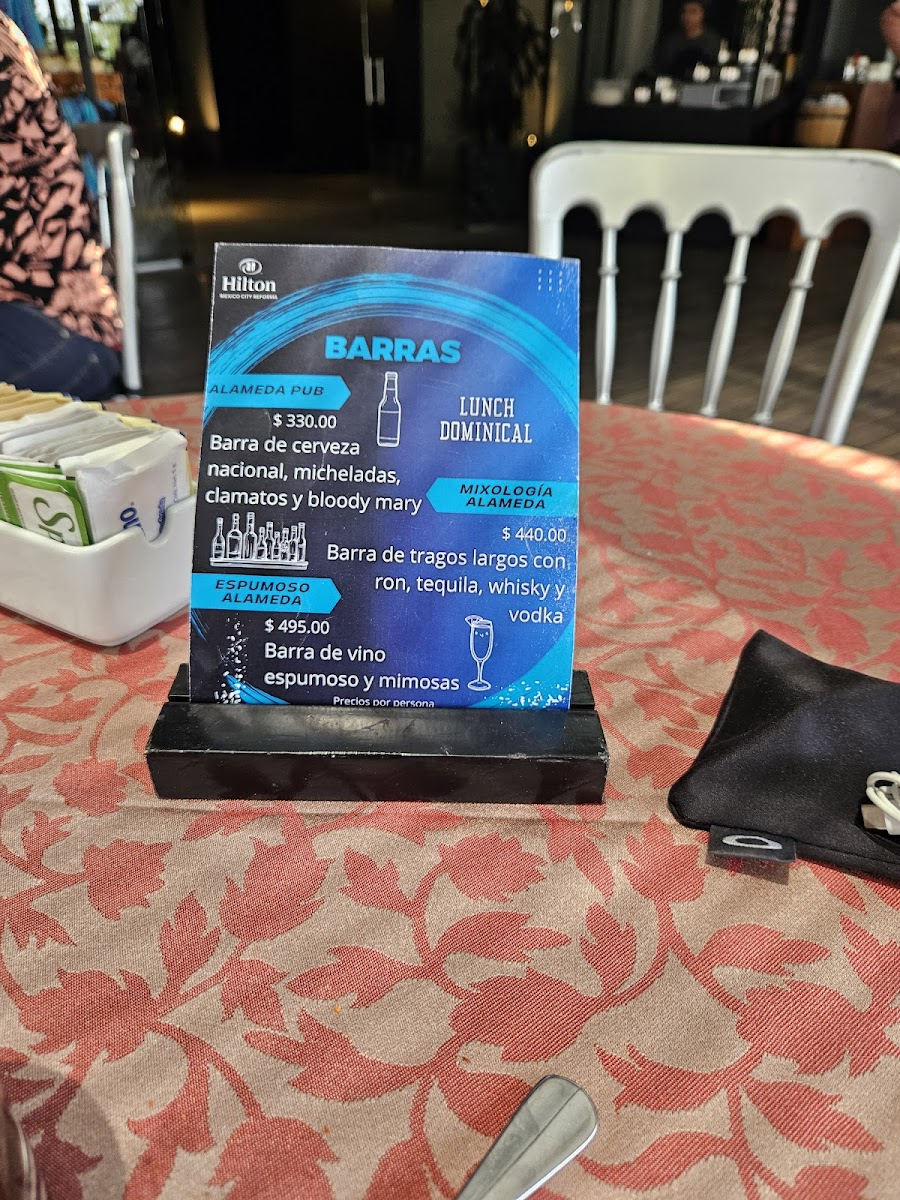 Hilton
MEXICO CITY REFORMA
BARRAS
ALAMEDA PUB
$ 330.00
Barra de cerveza
nacional, micheladas,
clamatos y bloody mary
LUNCH
DOMINICAL
MIXOLOGÍA
ALAMEDA
$ 440.00
Barra de tragos largos con
ron, tequila, whisky y
vodka
ESPUMOSO
ALAMEDA
$ 495.00
Barra de vino
espumoso y mimosas
Precios por persona